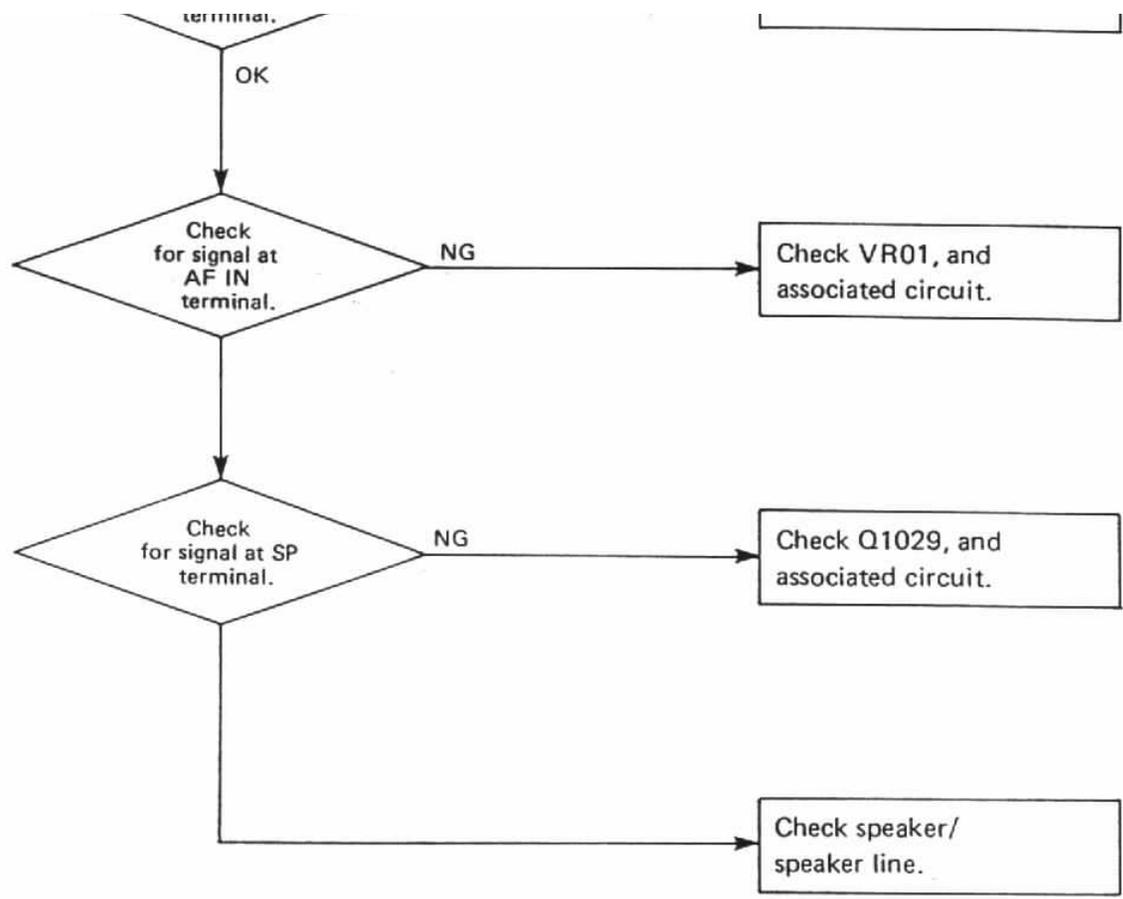 terminal.
OK
Check
for signal at
AF IN
terminal.
NG
Check VR01, and
associated circuit.
Check
for signal at SP
terminal.
NG
Check Q1029, and
associated circuit.
Check speaker/
speaker line.